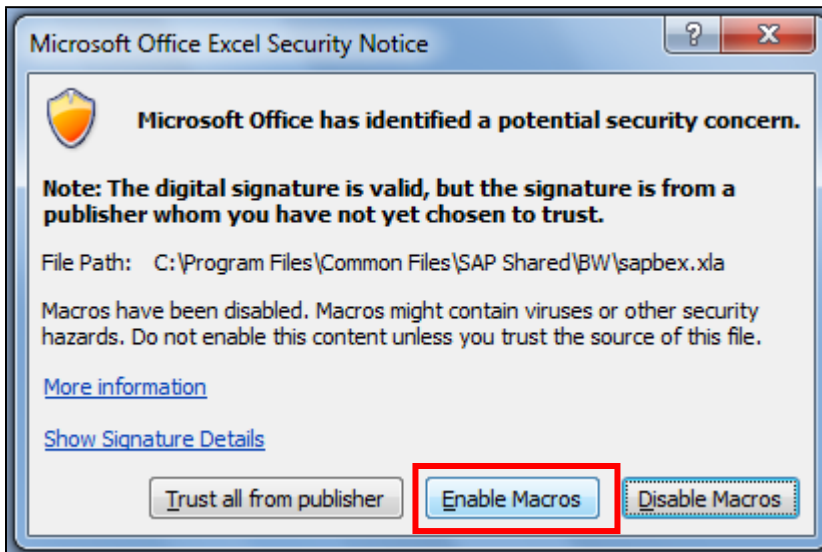 Microsoft Office Excel Security Notice
Microsoft Office has identified a potential security concern.
Note: The digital signature is valid, but the signature is from a
publisher whom you have not yet chosen to trust.
File Path: C:\Program Files\Common Files\SAP Shared\BW\sapbex.xla
Macros have been disabled. Macros might contain viruses or other security
hazards. Do not enable this content unless you trust the source of this file.
More information
Show Signature Details
Trust all from publisher Enable Macros Disable Macros